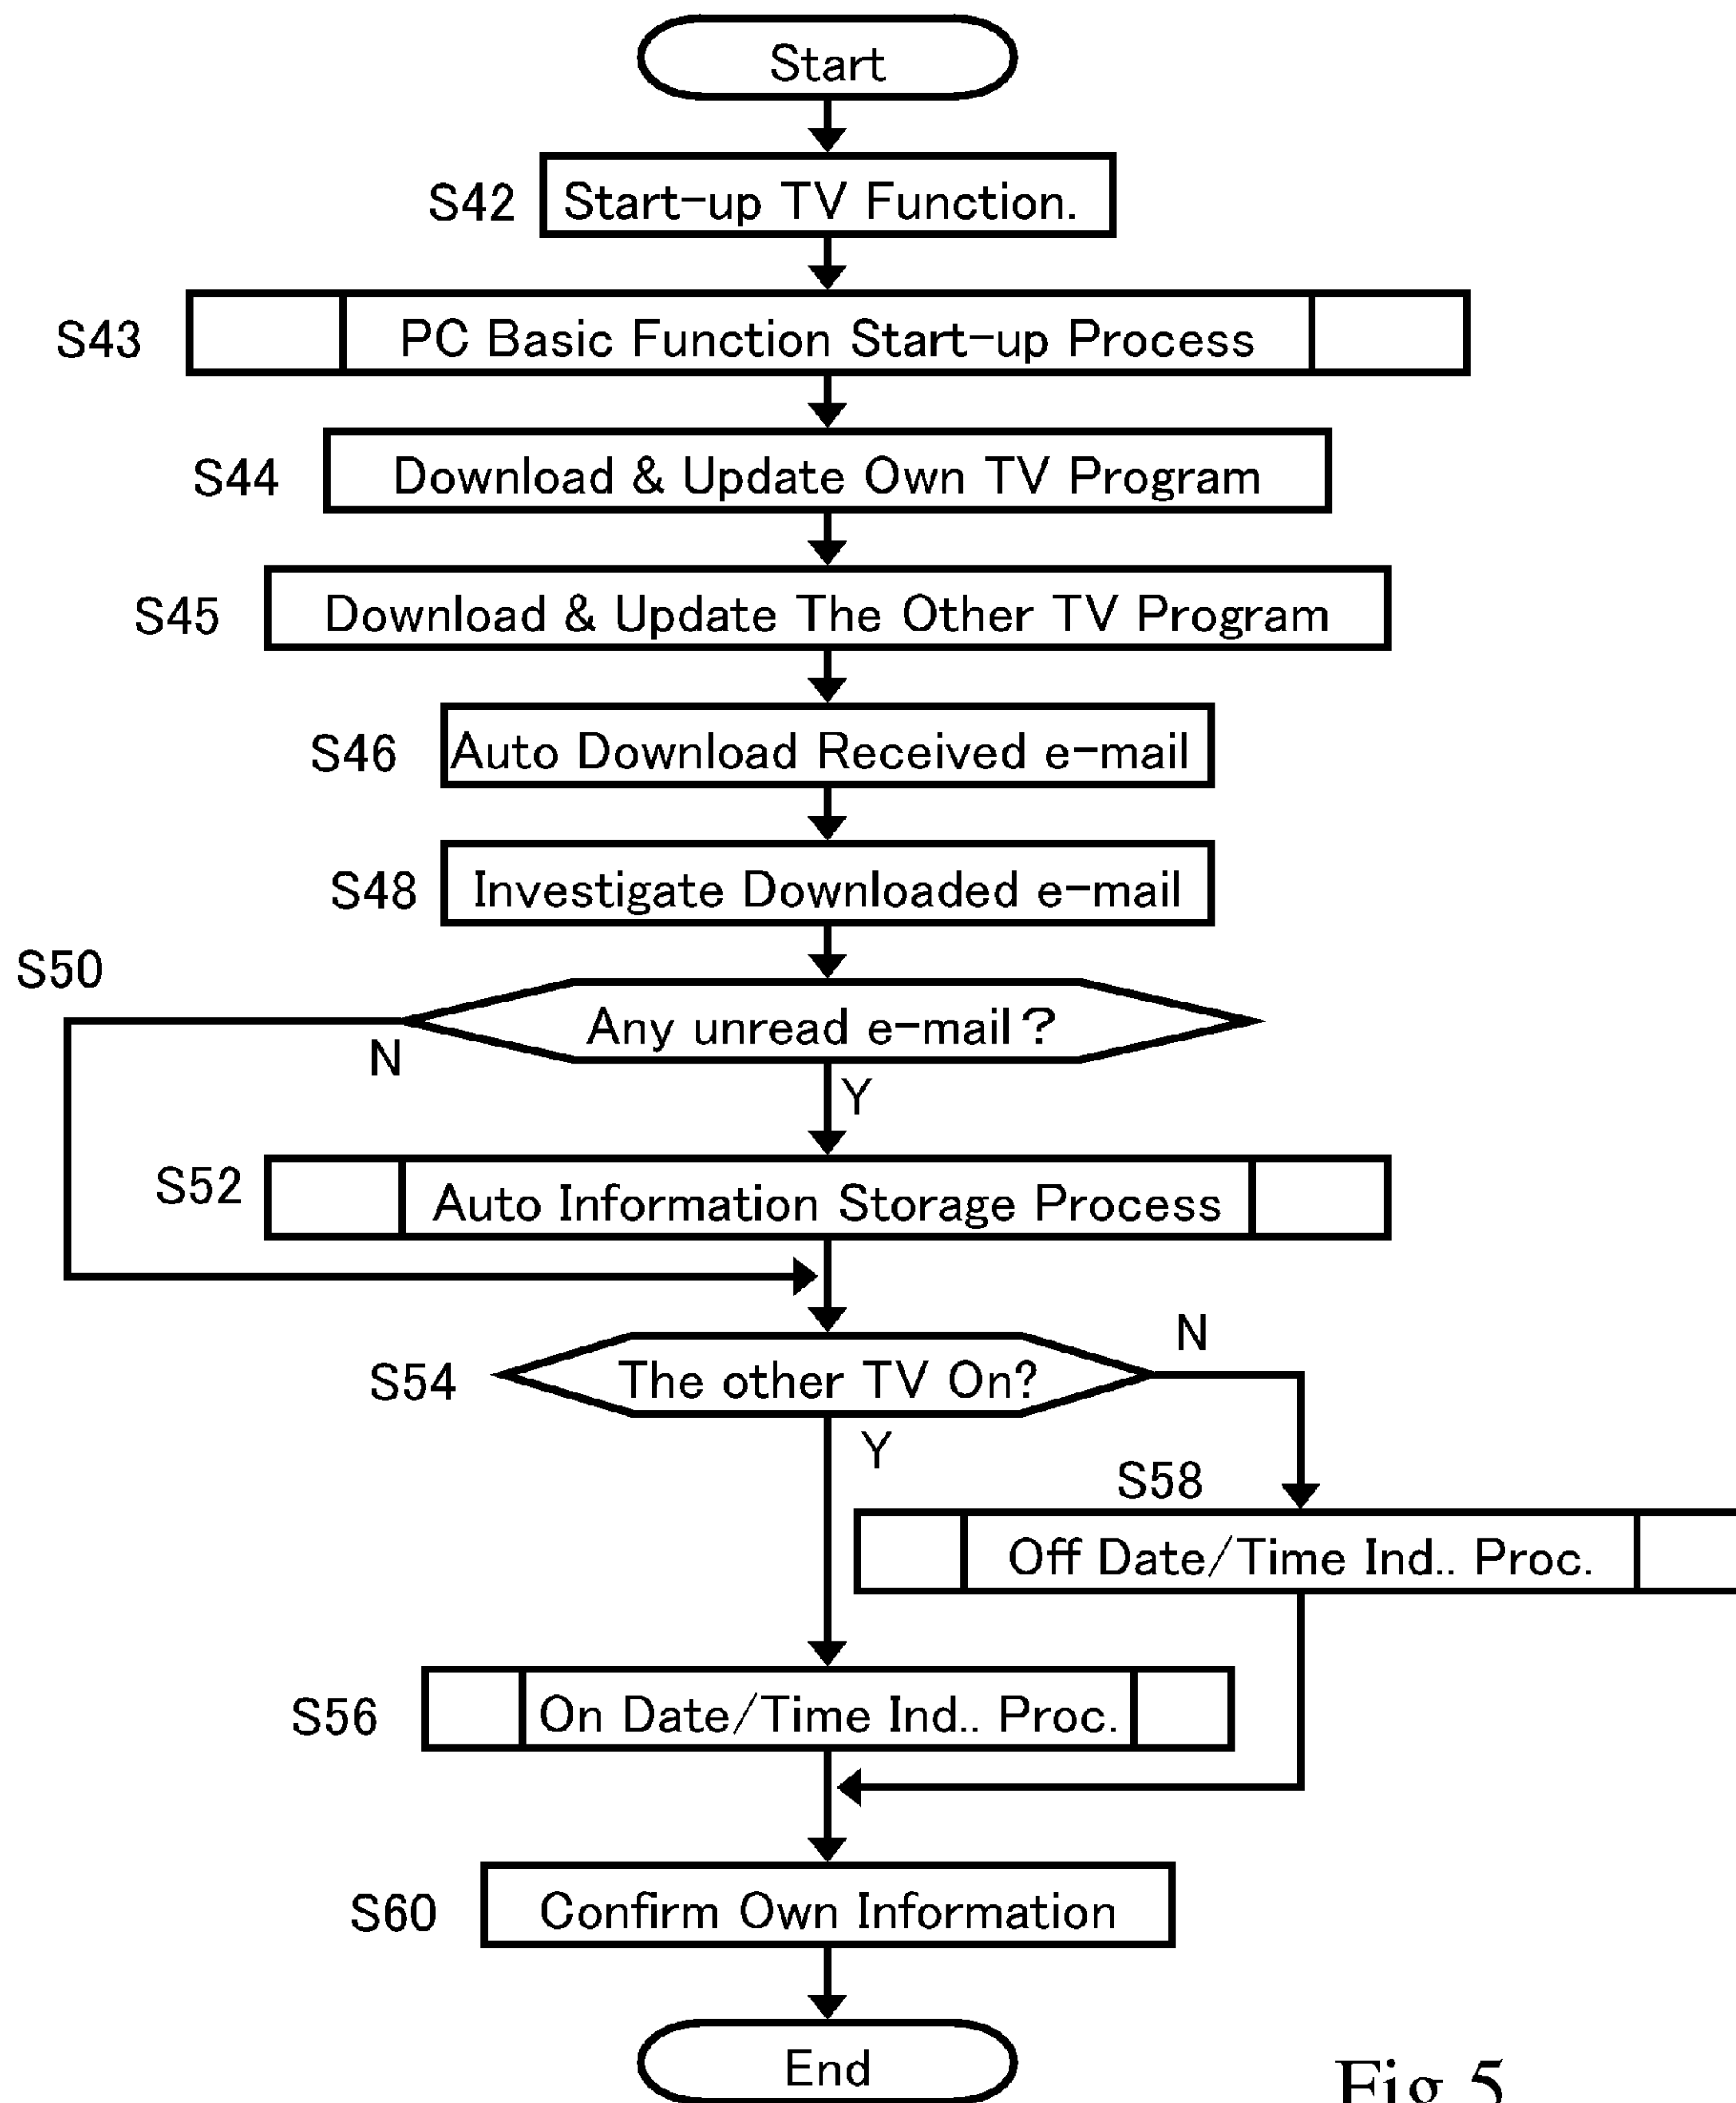 Start
S42
Start-up TV Function.
S43
PC Basic Function Start-up Process
S44
Download & Update Own TV Program
S45
Download & Update The Other TV Program
S46
Auto Download Received e-mail
S48
Investigate Downloaded e-mail
S50
Any unread e-mail?
N
Y
S52
Auto Information Storage Process
N
S54
The other TV On?
Y
S58
Off Date/Time Ind.. Proc.
S56
On Date/Time Ind.. Proc.
S60
Confirm Own Information
End
Fig.5